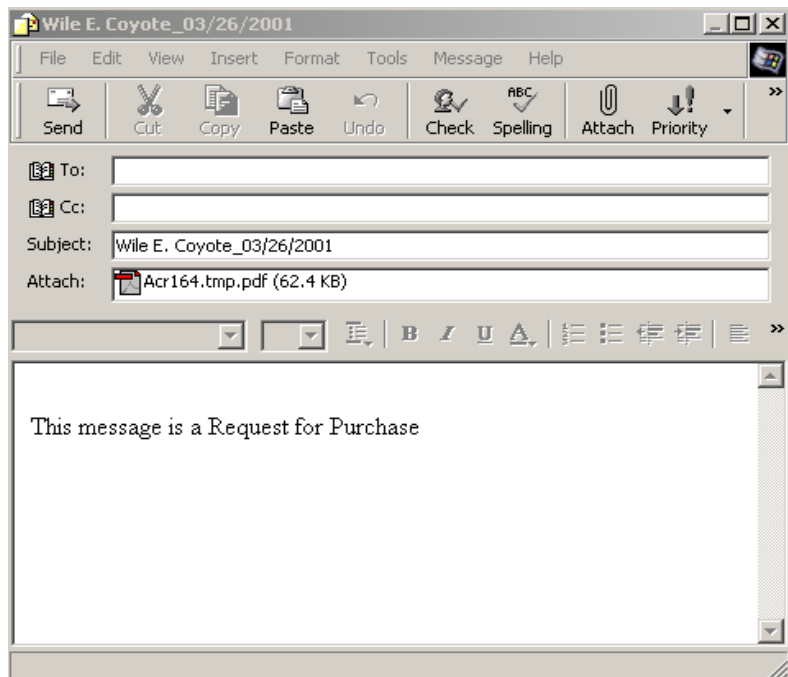 Wile E. Coyote_03/26/2001
File Edit View Insert Format Tools Message Help
ABC
Send Cut Copy Paste Undo Check Spelling Attach Priority
To:
Cc:
Subject: Wile E. Coyote_03/26/2001
Attach: Acr164.tmp.pdf (62.4 KB)
B I U A
This message is a Request for Purchase